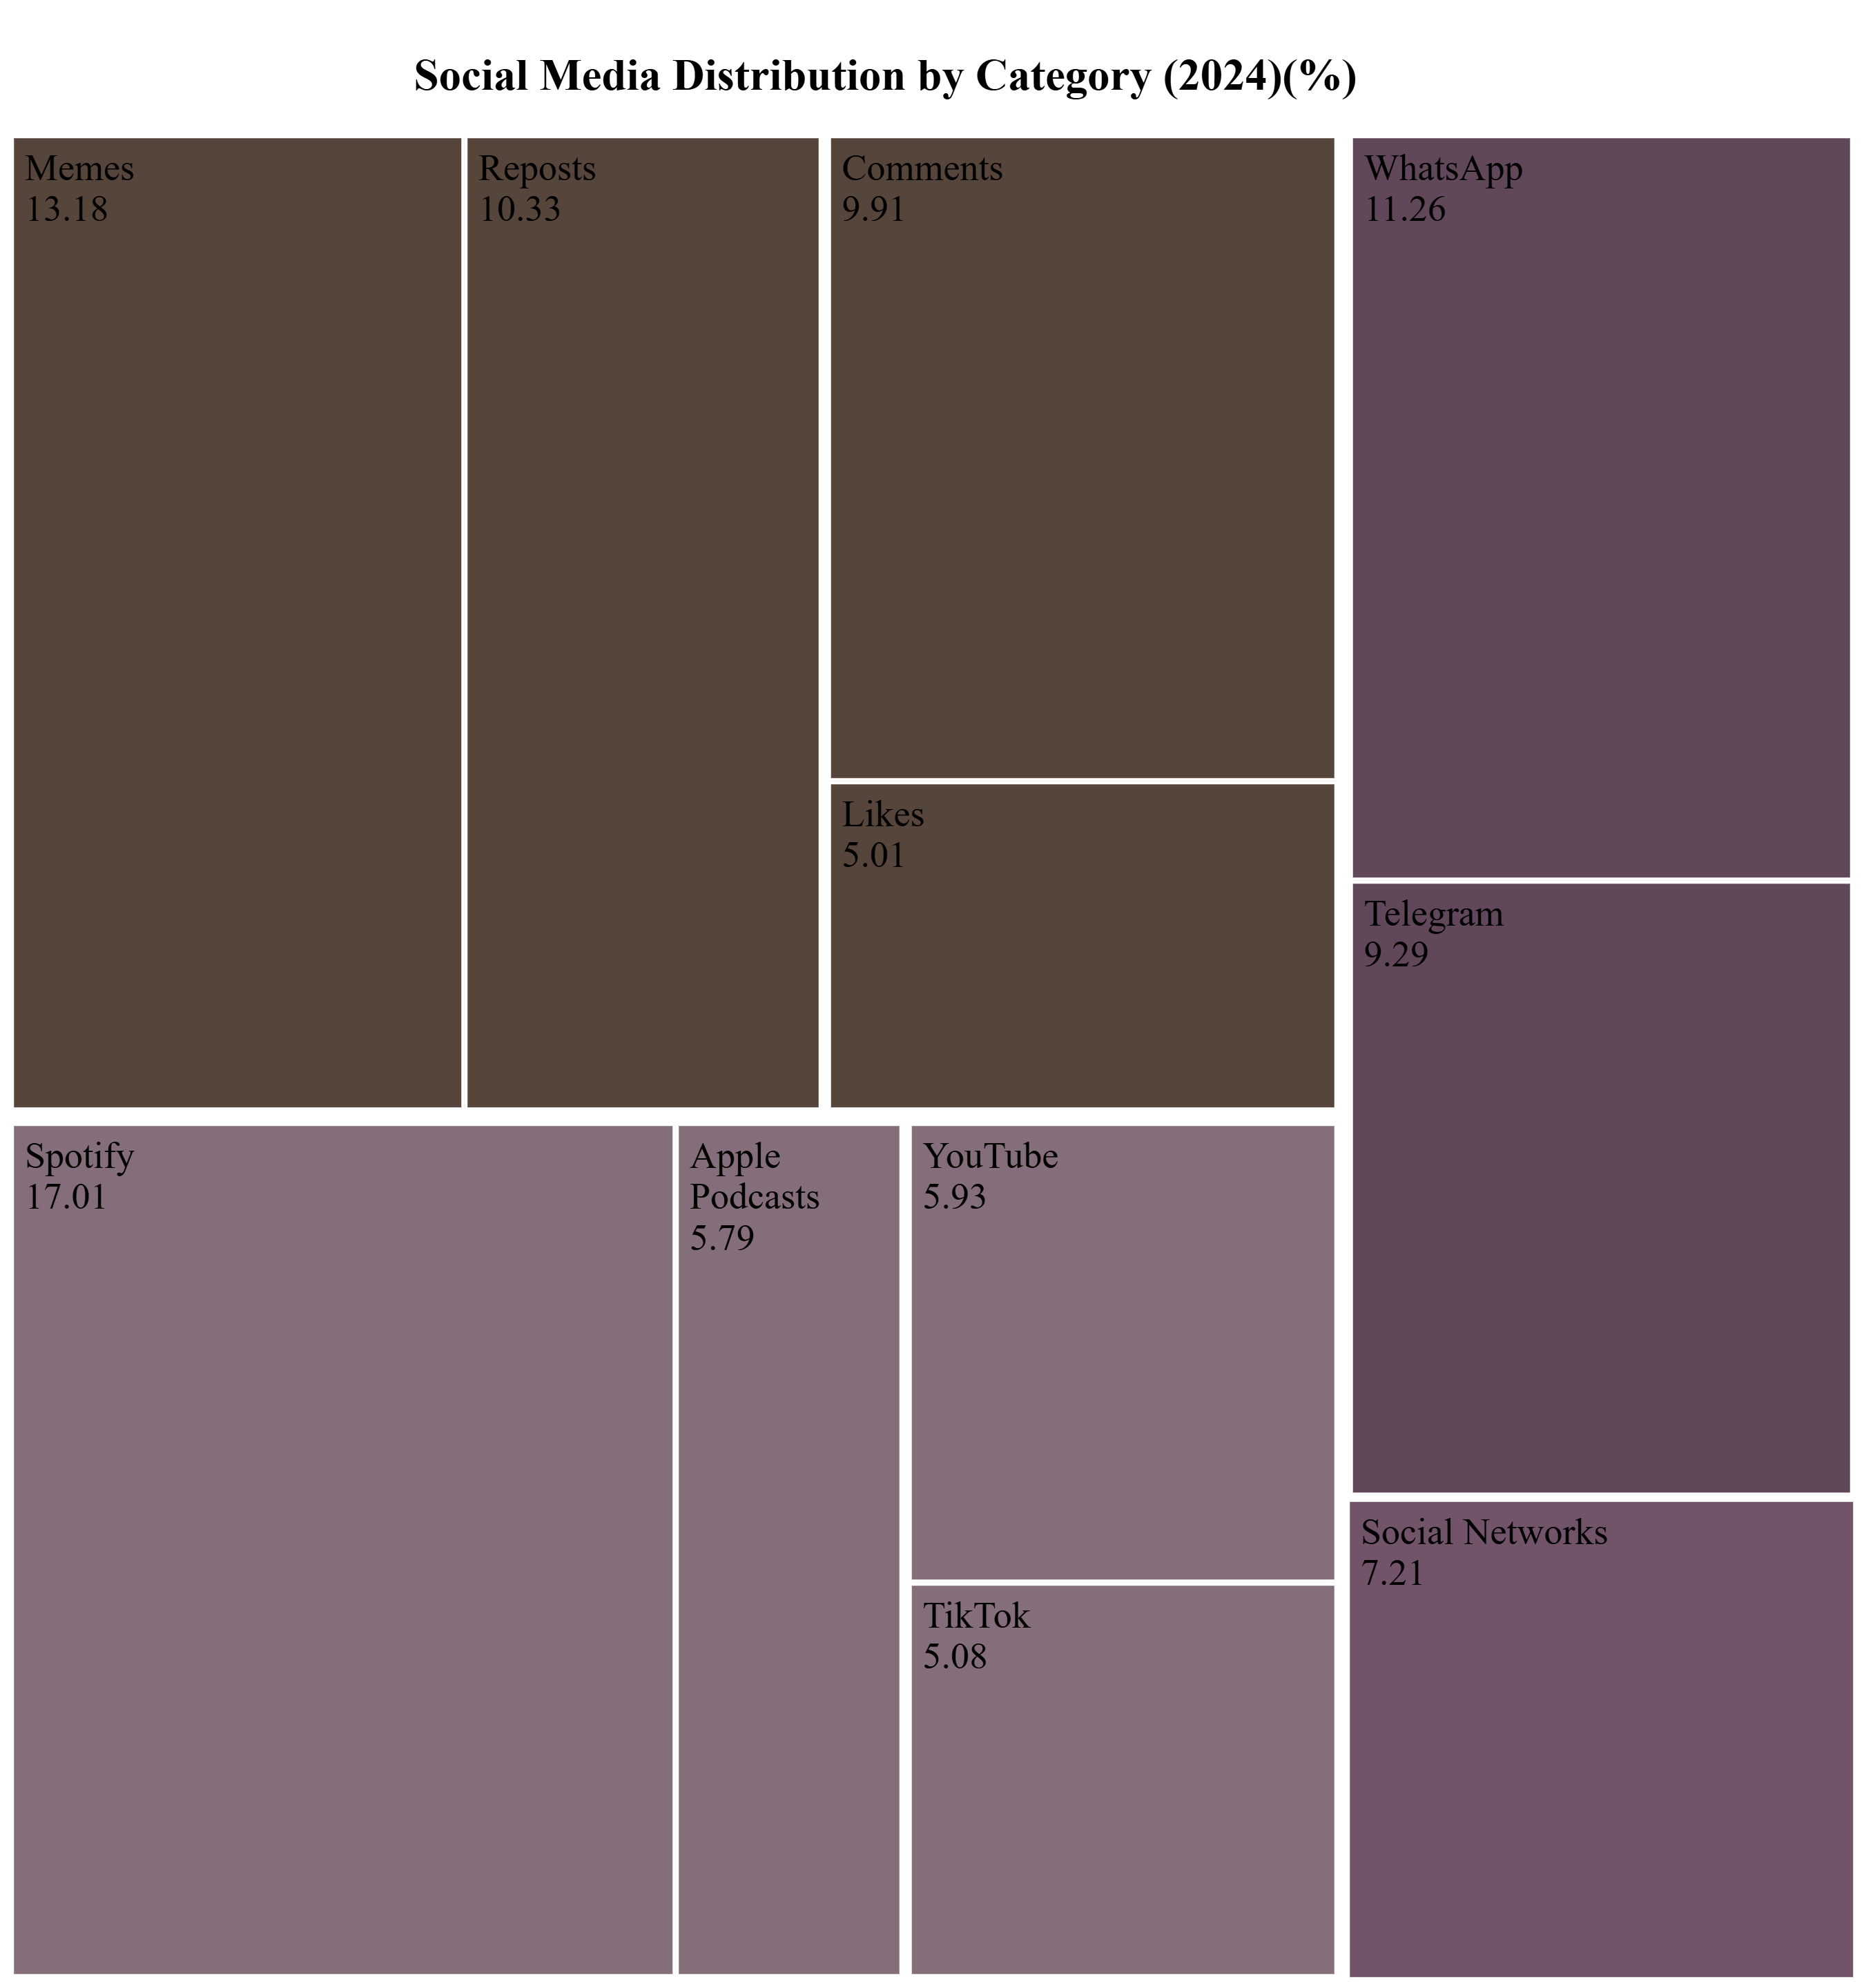 Social Media Distribution by Category (2024)(%)
Memes
13.18
Reposts
10.33
Comments
9.91
WhatsApp
11.26
Likes
5.01
Telegram
9.29
Spotify
17.01
Apple
Podcasts
5.79
YouTube
5.93
TikTok
5.08
Social Networks
7.21